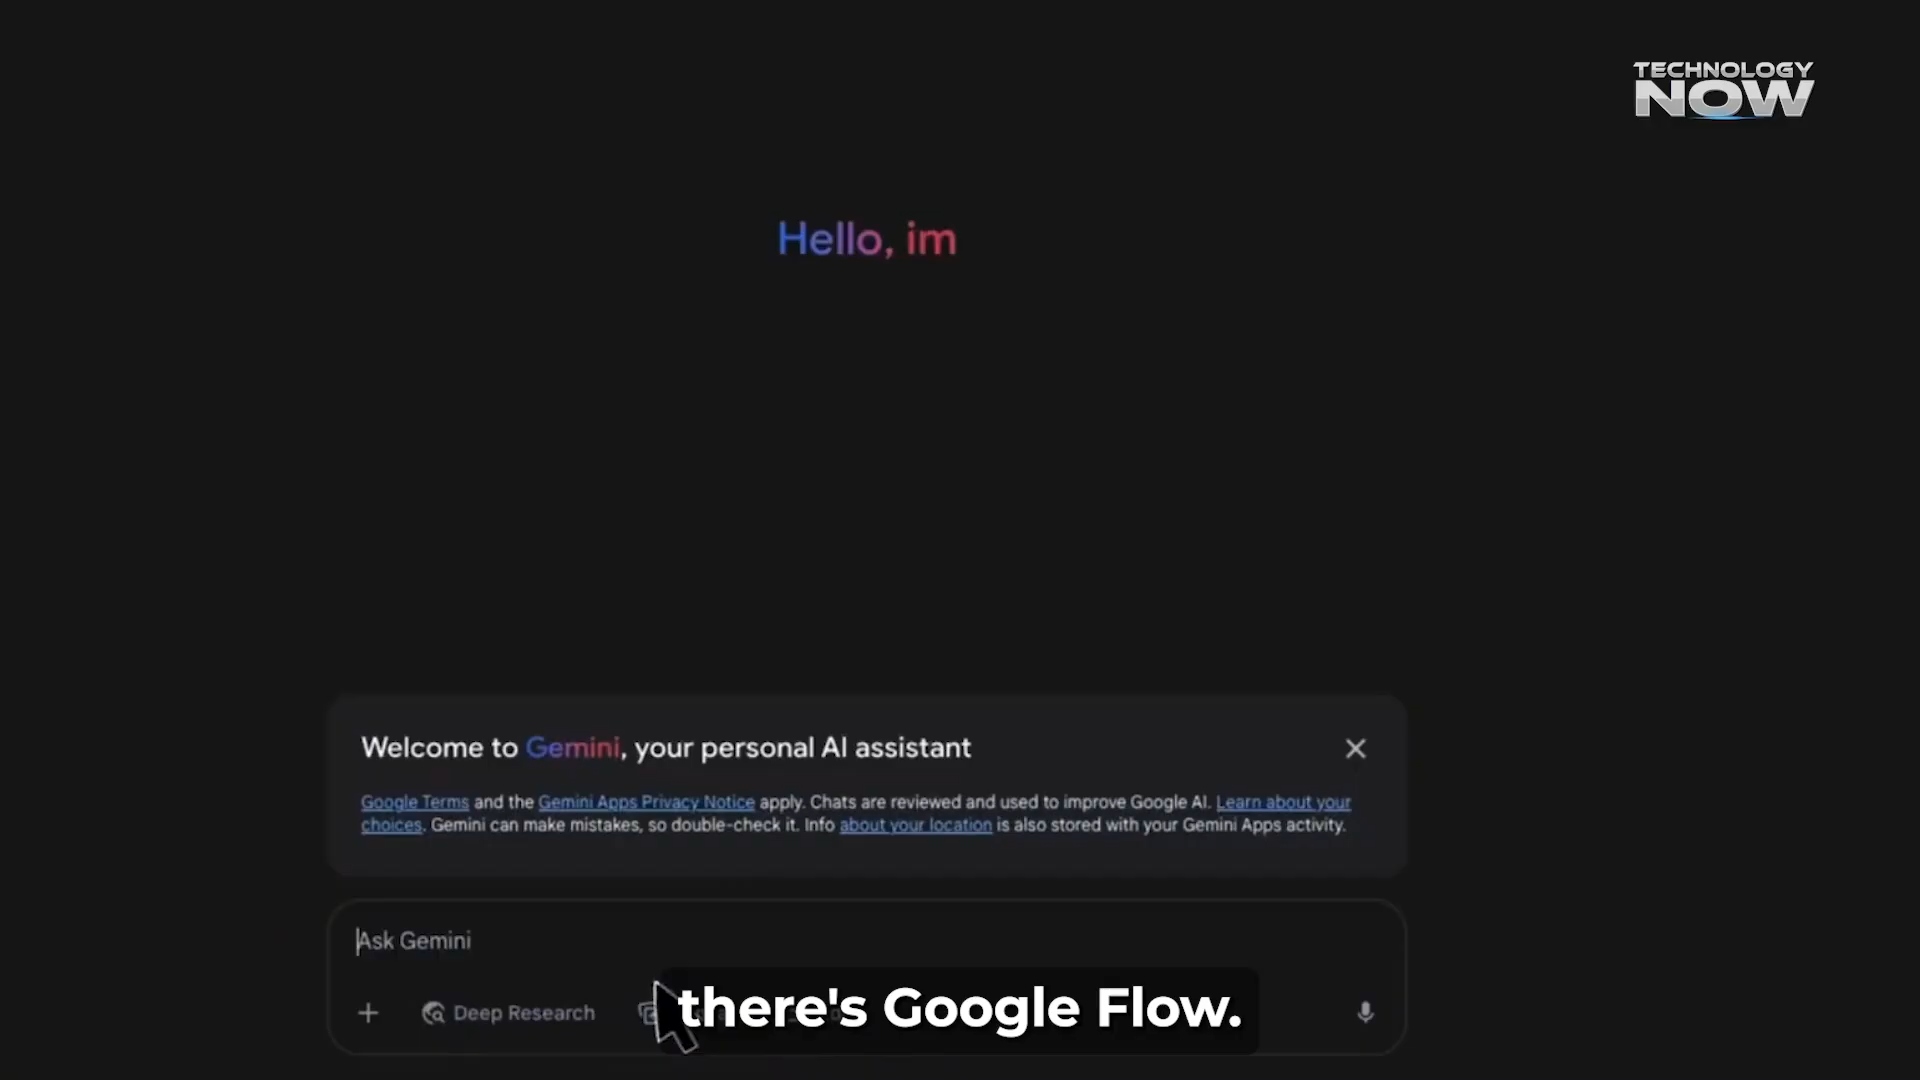 TECHNOLOGY
NOW
Hello, im
Welcome to Gemini, your personal AI assistant
Google Terms and the Gemini Apps Privacy Notice apply. Chats are reviewed and used to improve Google AI. Learn about your
choices. Gemini can make mistakes, so double-check it. Info about your location is also stored with your Gemini Apps activity.
Ask Gemini
Deep Research
there's Google Flow.